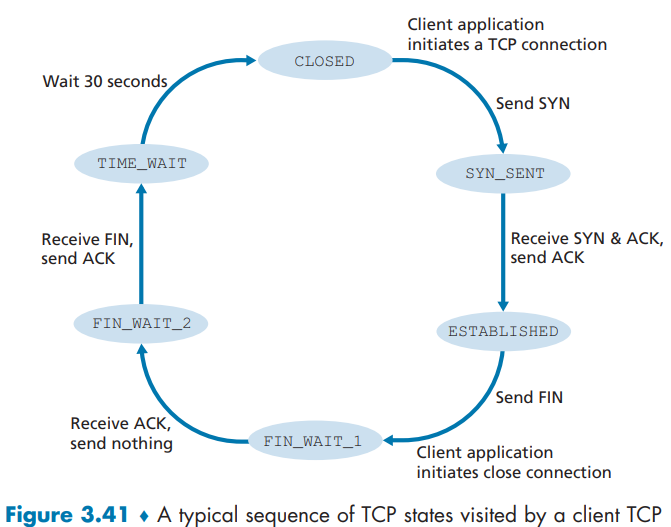 Client application
initiates a TCP connection
CLOSED
Wait 30 seconds
Send SYN
TIME_WAIT
SYN_SENT
Receive FIN,
send ACK
Receive SYN & ACK,
send ACK
FIN_WAIT_2
ESTABLISHED
Send FIN
Receive ACK,
send nothing
FIN_WAIT_1
Client application
initiates close connection
Figure 3.41 ♦ A typical sequence of TCP states visited by a client TCP